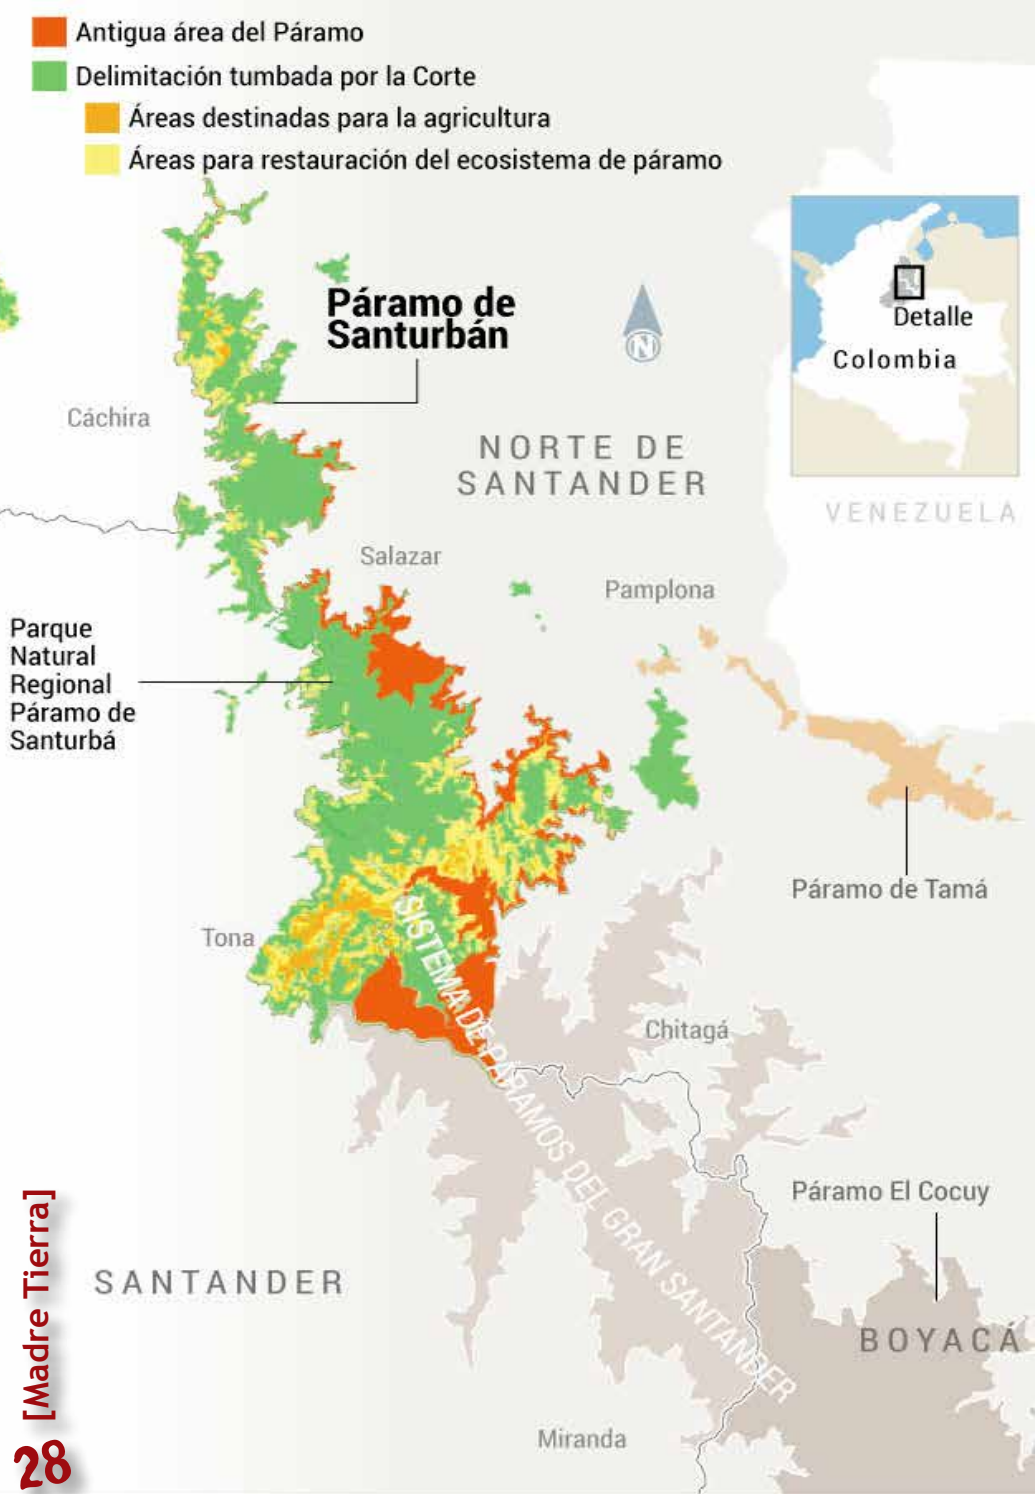 Antigua área del Páramo
Delimitación tumbada por la Corte
Áreas destinadas para la agricultura
Áreas para restauración del ecosistema de páramo
Páramo de
Santurbán
N
Detalle
Colombia
Cáchira
NORTE DE
SANTANDER
VENEZUELA
Salazar
Pamplona
Parque
Natural
Regional
Páramo de
Santurbá
Páramo de Tamá
Tona
SISTEMA DE PÁRAMOS DEL GRAN SANTANDER
Chitagá
Páramo El Cocuy
SANTANDER
BOYACÁ
Miranda
[Madre Tierra]
28